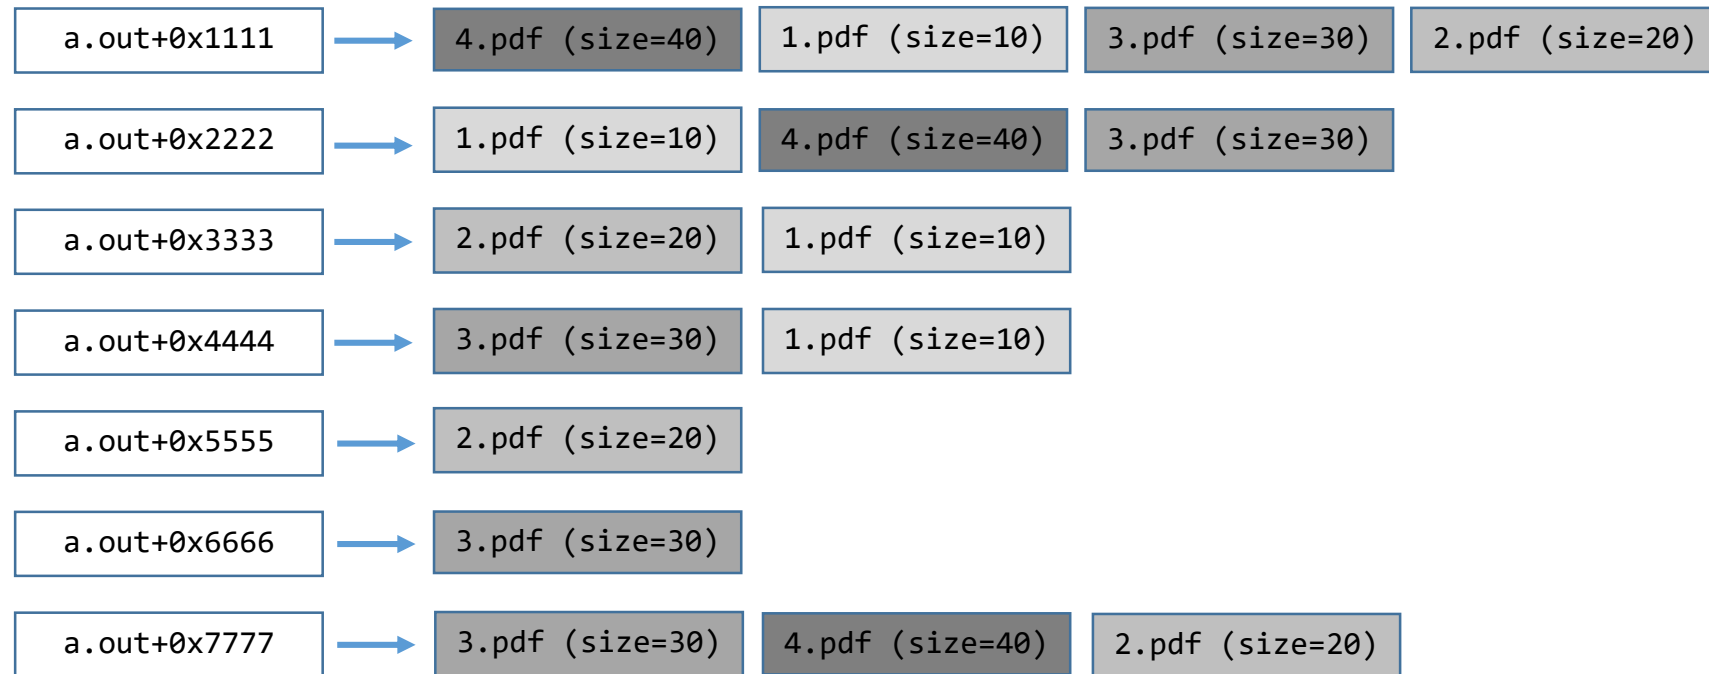 a.out+0x1111 4.pdf (size=40) 1.pdf (size=10) 3.pdf (size=30) 2.pdf (size=20)
a.out+0x2222 1.pdf (size=10) 4.pdf (size=40) 3.pdf (size=30)
a.out+0x3333 2.pdf (size=20) 1.pdf (size=10)
a.out+0x4444 3.pdf (size=30) 1.pdf (size=10)
a.out+0x5555 2.pdf (size=20)
a.out+0x6666 3.pdf (size=30)
a.out+0x7777 3.pdf (size=30) 4.pdf (size=40) 2.pdf (size=20)